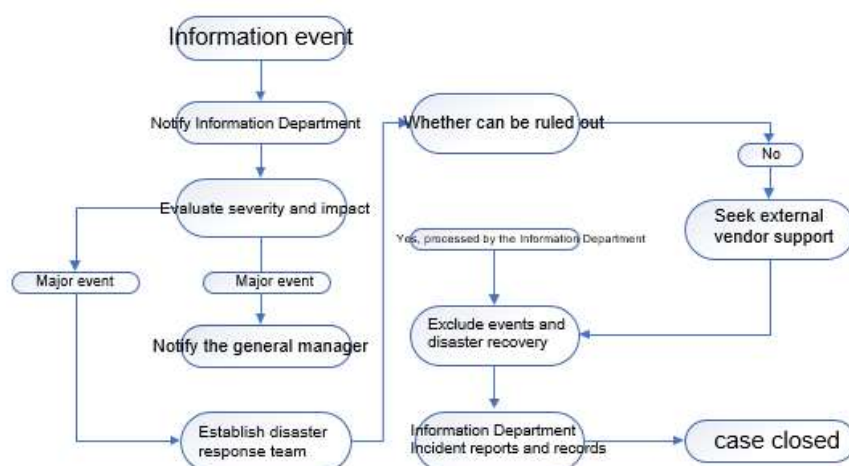 Information event
Notify Information Department
Evaluate severity and impact
Major event
Major event
Notify the general manager
Establish disaster
response team
Whether can be ruled out
No
Seek external
vendor support
Yes, processed by the Information Department
Exclude events and
disaster recovery
Information Department
Incident reports and records
case closed